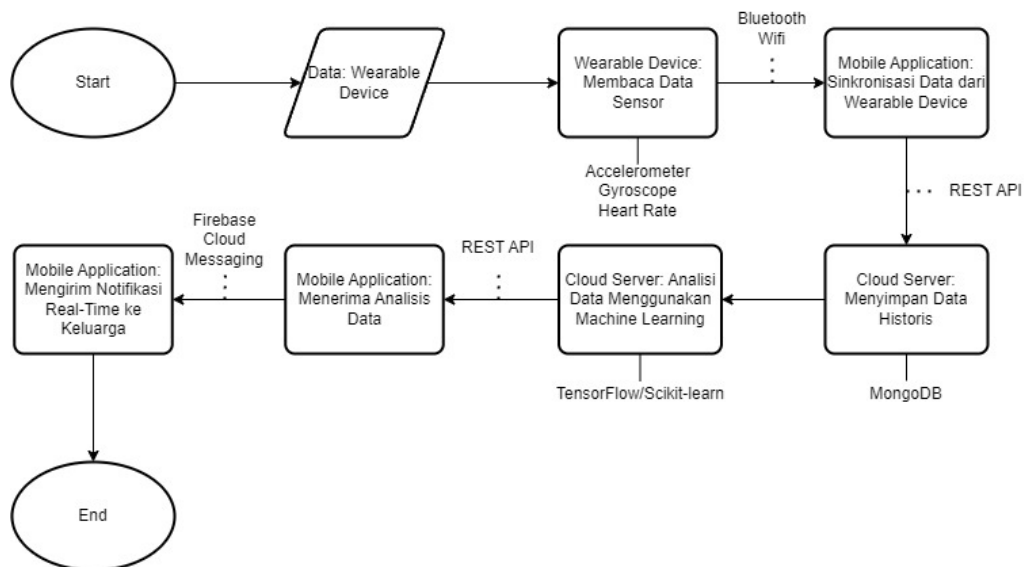 Start
Data: Wearable
Device
Wearable Device:
Membaca Data
Sensor
Bluetooth
Wifi
Mobile Application:
Sinkronisasi Data dari
Wearable Device
Accelerometer
Gyroscope
Heart Rate
REST API
Cloud Server:
Menyimpan Data
Historis
MongoDB
Cloud Server: Analisi
Data Menggunakan
Machine Learning
TensorFlow/Scikit-learn
REST API
Mobile Application:
Menerima Analisis
Data
Firebase
Cloud
Messaging
Mobile Application:
Mengirim Notifikasi
Real-Time ke
Keluarga
End